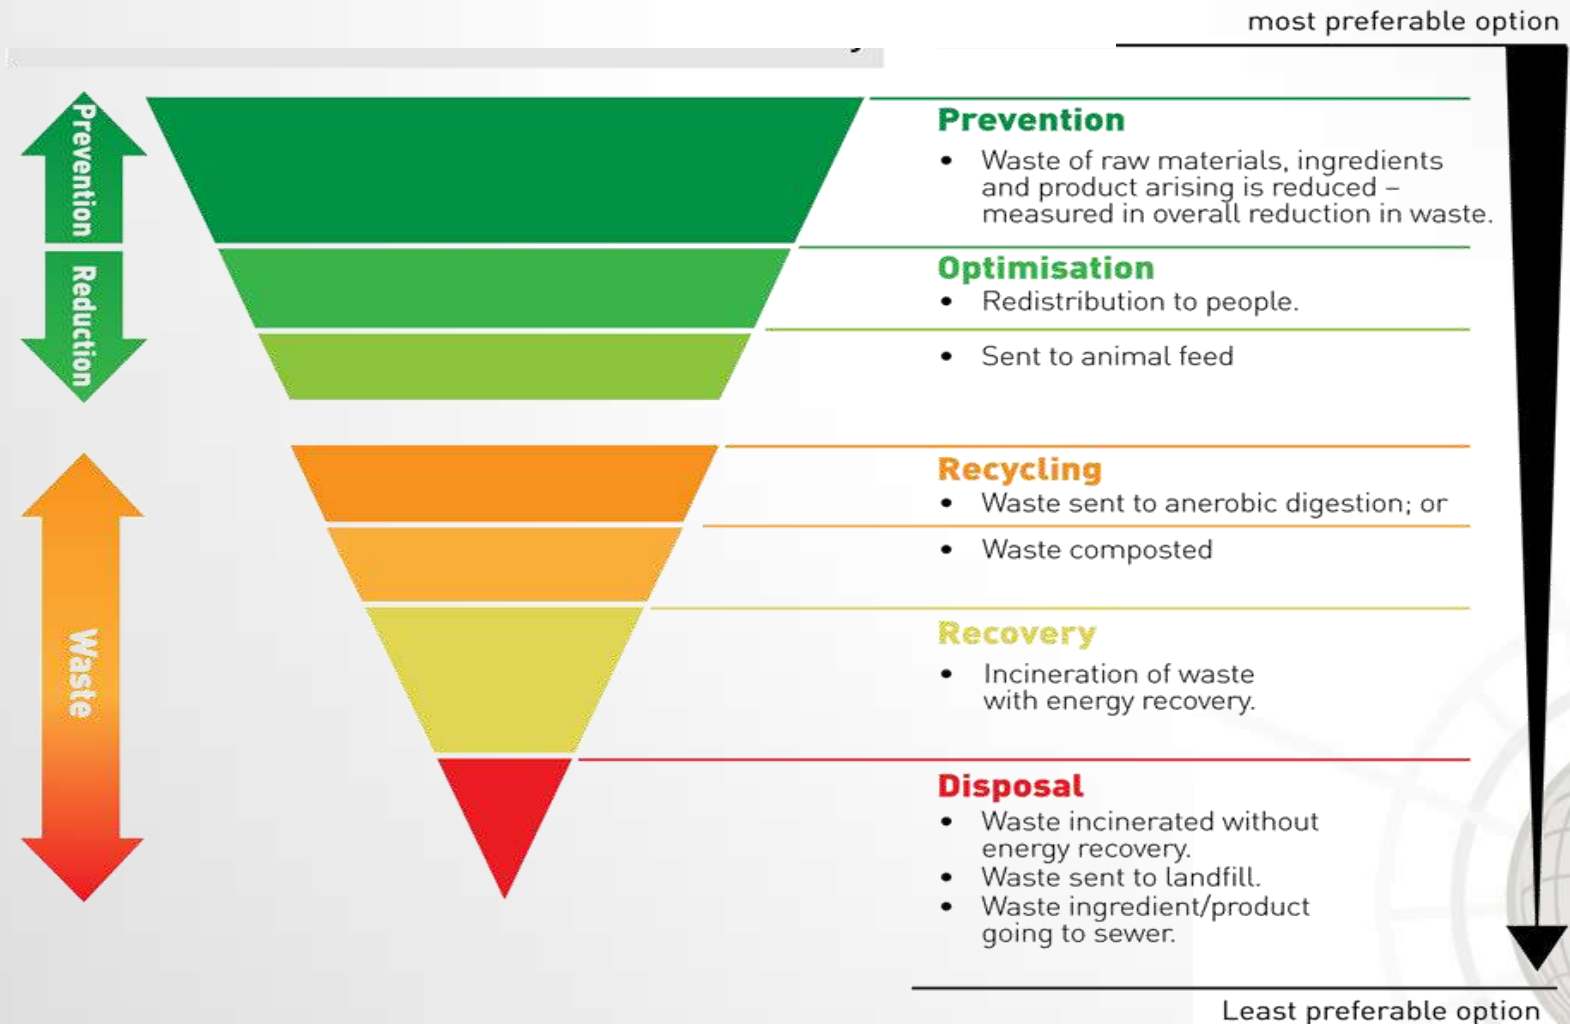 most preferable option
Prevention
Reduction
Waste
Prevention
• Waste of raw materials, ingredients
and product arising is reduced –
measured in overall reduction in waste.
Optimisation
• Redistribution to people.
• Sent to animal feed
Recycling
• Waste sent to anerobic digestion; or
• Waste composted
Recovery
• Incineration of waste
with energy recovery.
Disposal
• Waste incinerated without
energy recovery.
• Waste sent to landfill.
• Waste ingredient/product
going to sewer.
Least preferable option